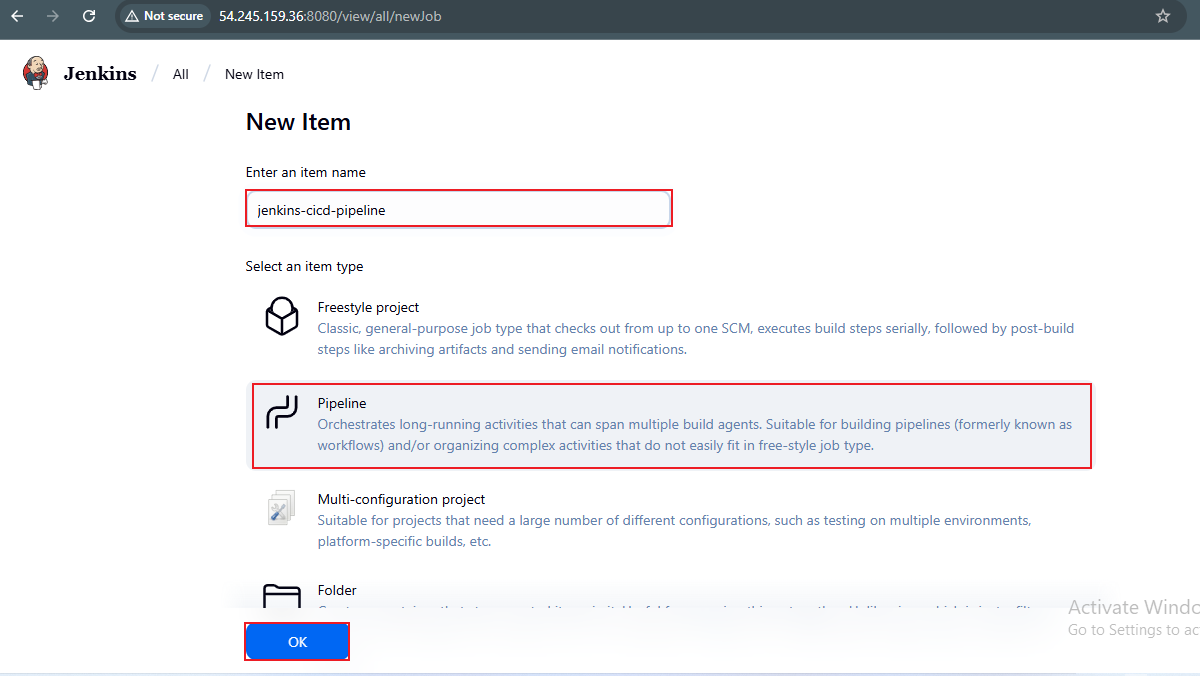 Not secure 54.245.159.36:8080/view/all/newJob
Jenkins / All / New Item
New Item
Enter an item name
jenkins-cicd-pipeline
Select an item type
Freestyle project
Classic, general-purpose job type that checks out from up to one SCM, executes build steps serially, followed by post-build
steps like archiving artifacts and sending email notifications.
Pipeline
Orchestrates long-running activities that can span multiple build agents. Suitable for building pipelines (formerly known as
workflows) and/or organizing complex activities that do not easily fit in free-style job type.
Multi-configuration project
Suitable for projects that need a large number of different configurations, such as testing on multiple environments,
platform-specific builds, etc.
Folder
OK
Activate Windo
Go to Settings to ac